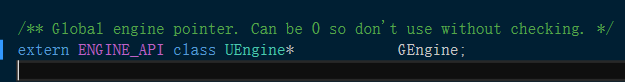 /** Global engine pointer. Can be 0 so don't use without checking. */
extern ENGINE_API class UEngine* GEngine;